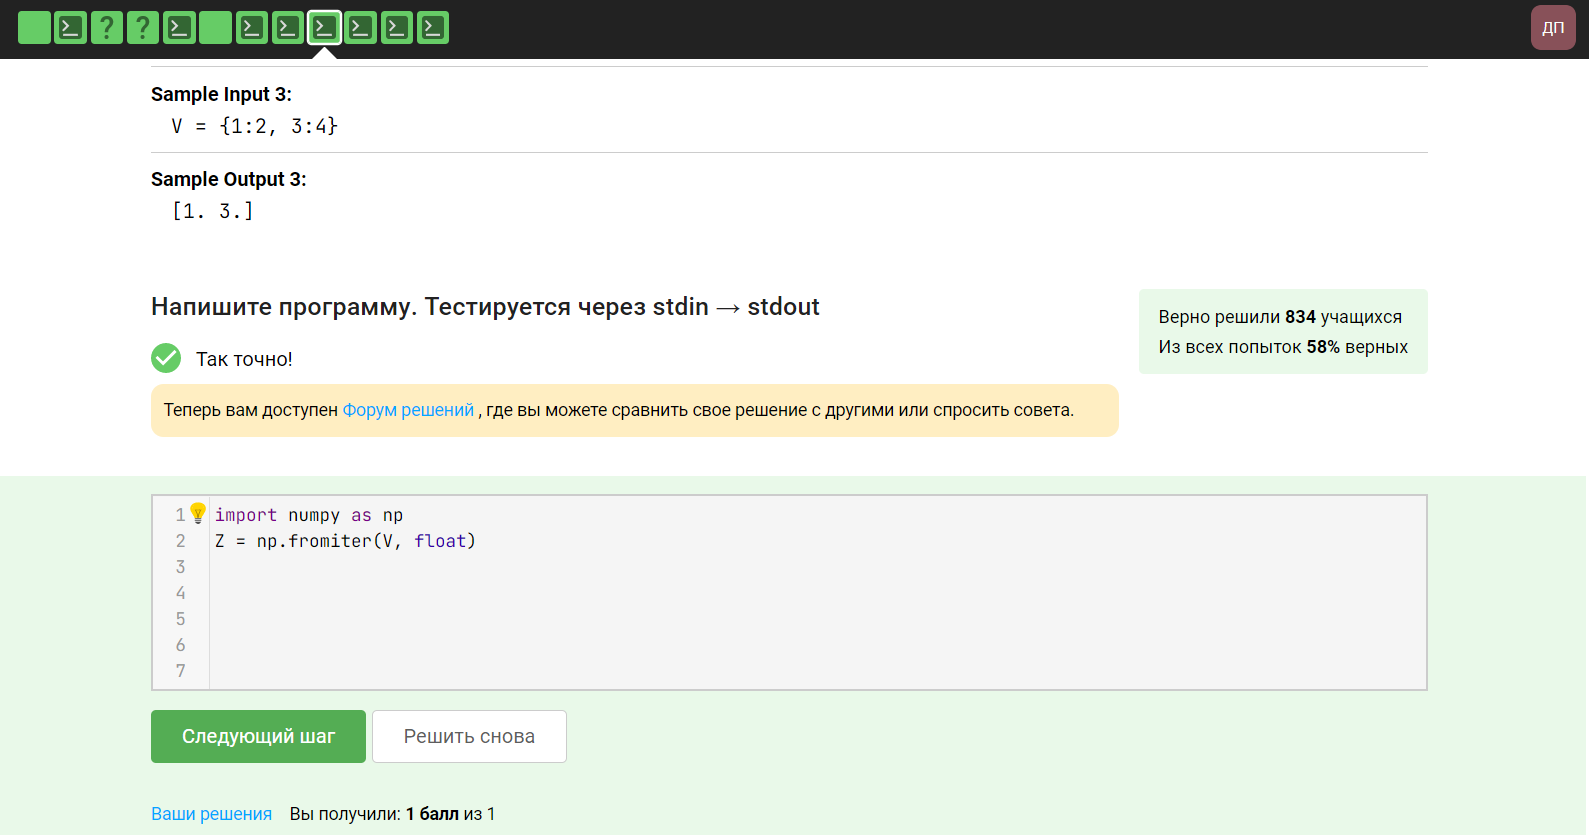 ? ?
ДП
Sample Input 3:
V = {1:2, 3:4}
Sample Output 3:
[1. 3.]
Напишите программу. Тестируется через stdin → stdout
Верно решили 834 учащихся
Из всех попыток 58% верных
Так точно!
Теперь вам доступен Форум решений , где вы можете сравнить свое решение с другими или спросить совета.
1 import numpy as np
2 Z = np.fromiter(V, float)
3
4
5
6
7
Следующий шаг Решить снова
Ваши решения Вы получили: 1 балл из 1